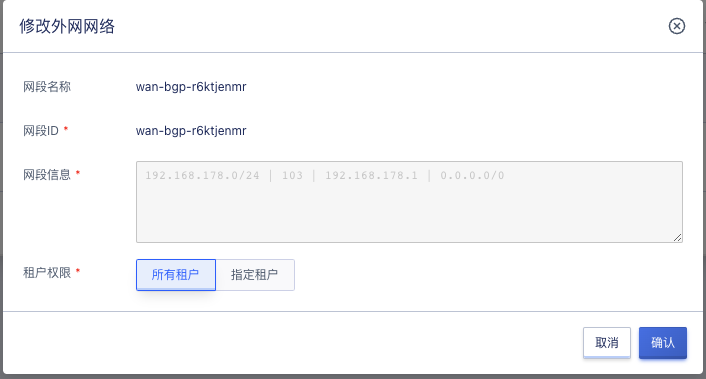 修改外网网络
网段名称 wan-bgp-r6ktjenmr
网段ID * wan-bgp-r6ktjenmr
网段信息 * 192.168.178.0/24 | 103 | 192.168.178.1 | 0.0.0.0/0
租户权限 * 所有租户 指定租户
取消 确认